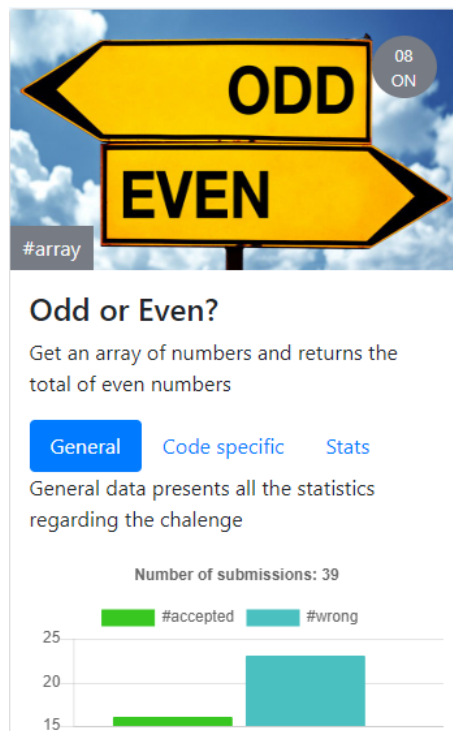 ODD
08
ON
EVEN
#array
Odd or Even?
Get an array of numbers and returns the
total of even numbers
General Code specific Stats
General data presents all the statistics
regarding the chalenge
Number of submissions: 39
#accepted #wrong
25
20
15